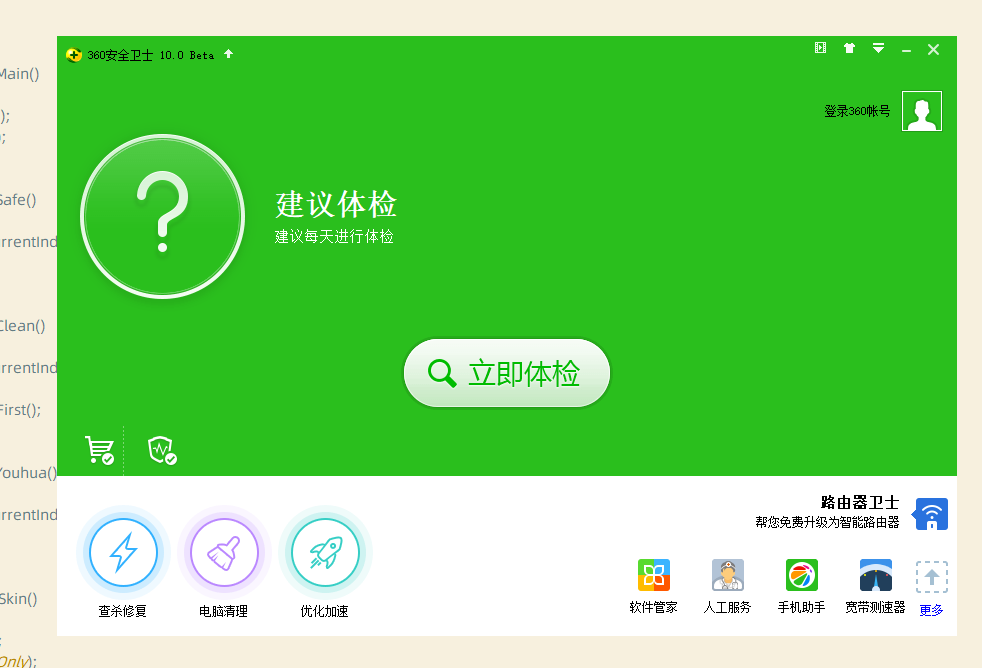 360安全卫士 10.0 Beta
Main()
登录360帐号
);
);
Safe()
建议体检
建议每天进行体检
rrentInd
Clean()
立即体检
rrentInd
First();
Youhua()
路由器卫士
rrentInd
帮您免费升级为智能路由器
查杀修复
电脑清理
优化加速
软件管家
人工服务
手机助手
宽带测速器
更多
Skin()
;
Only);